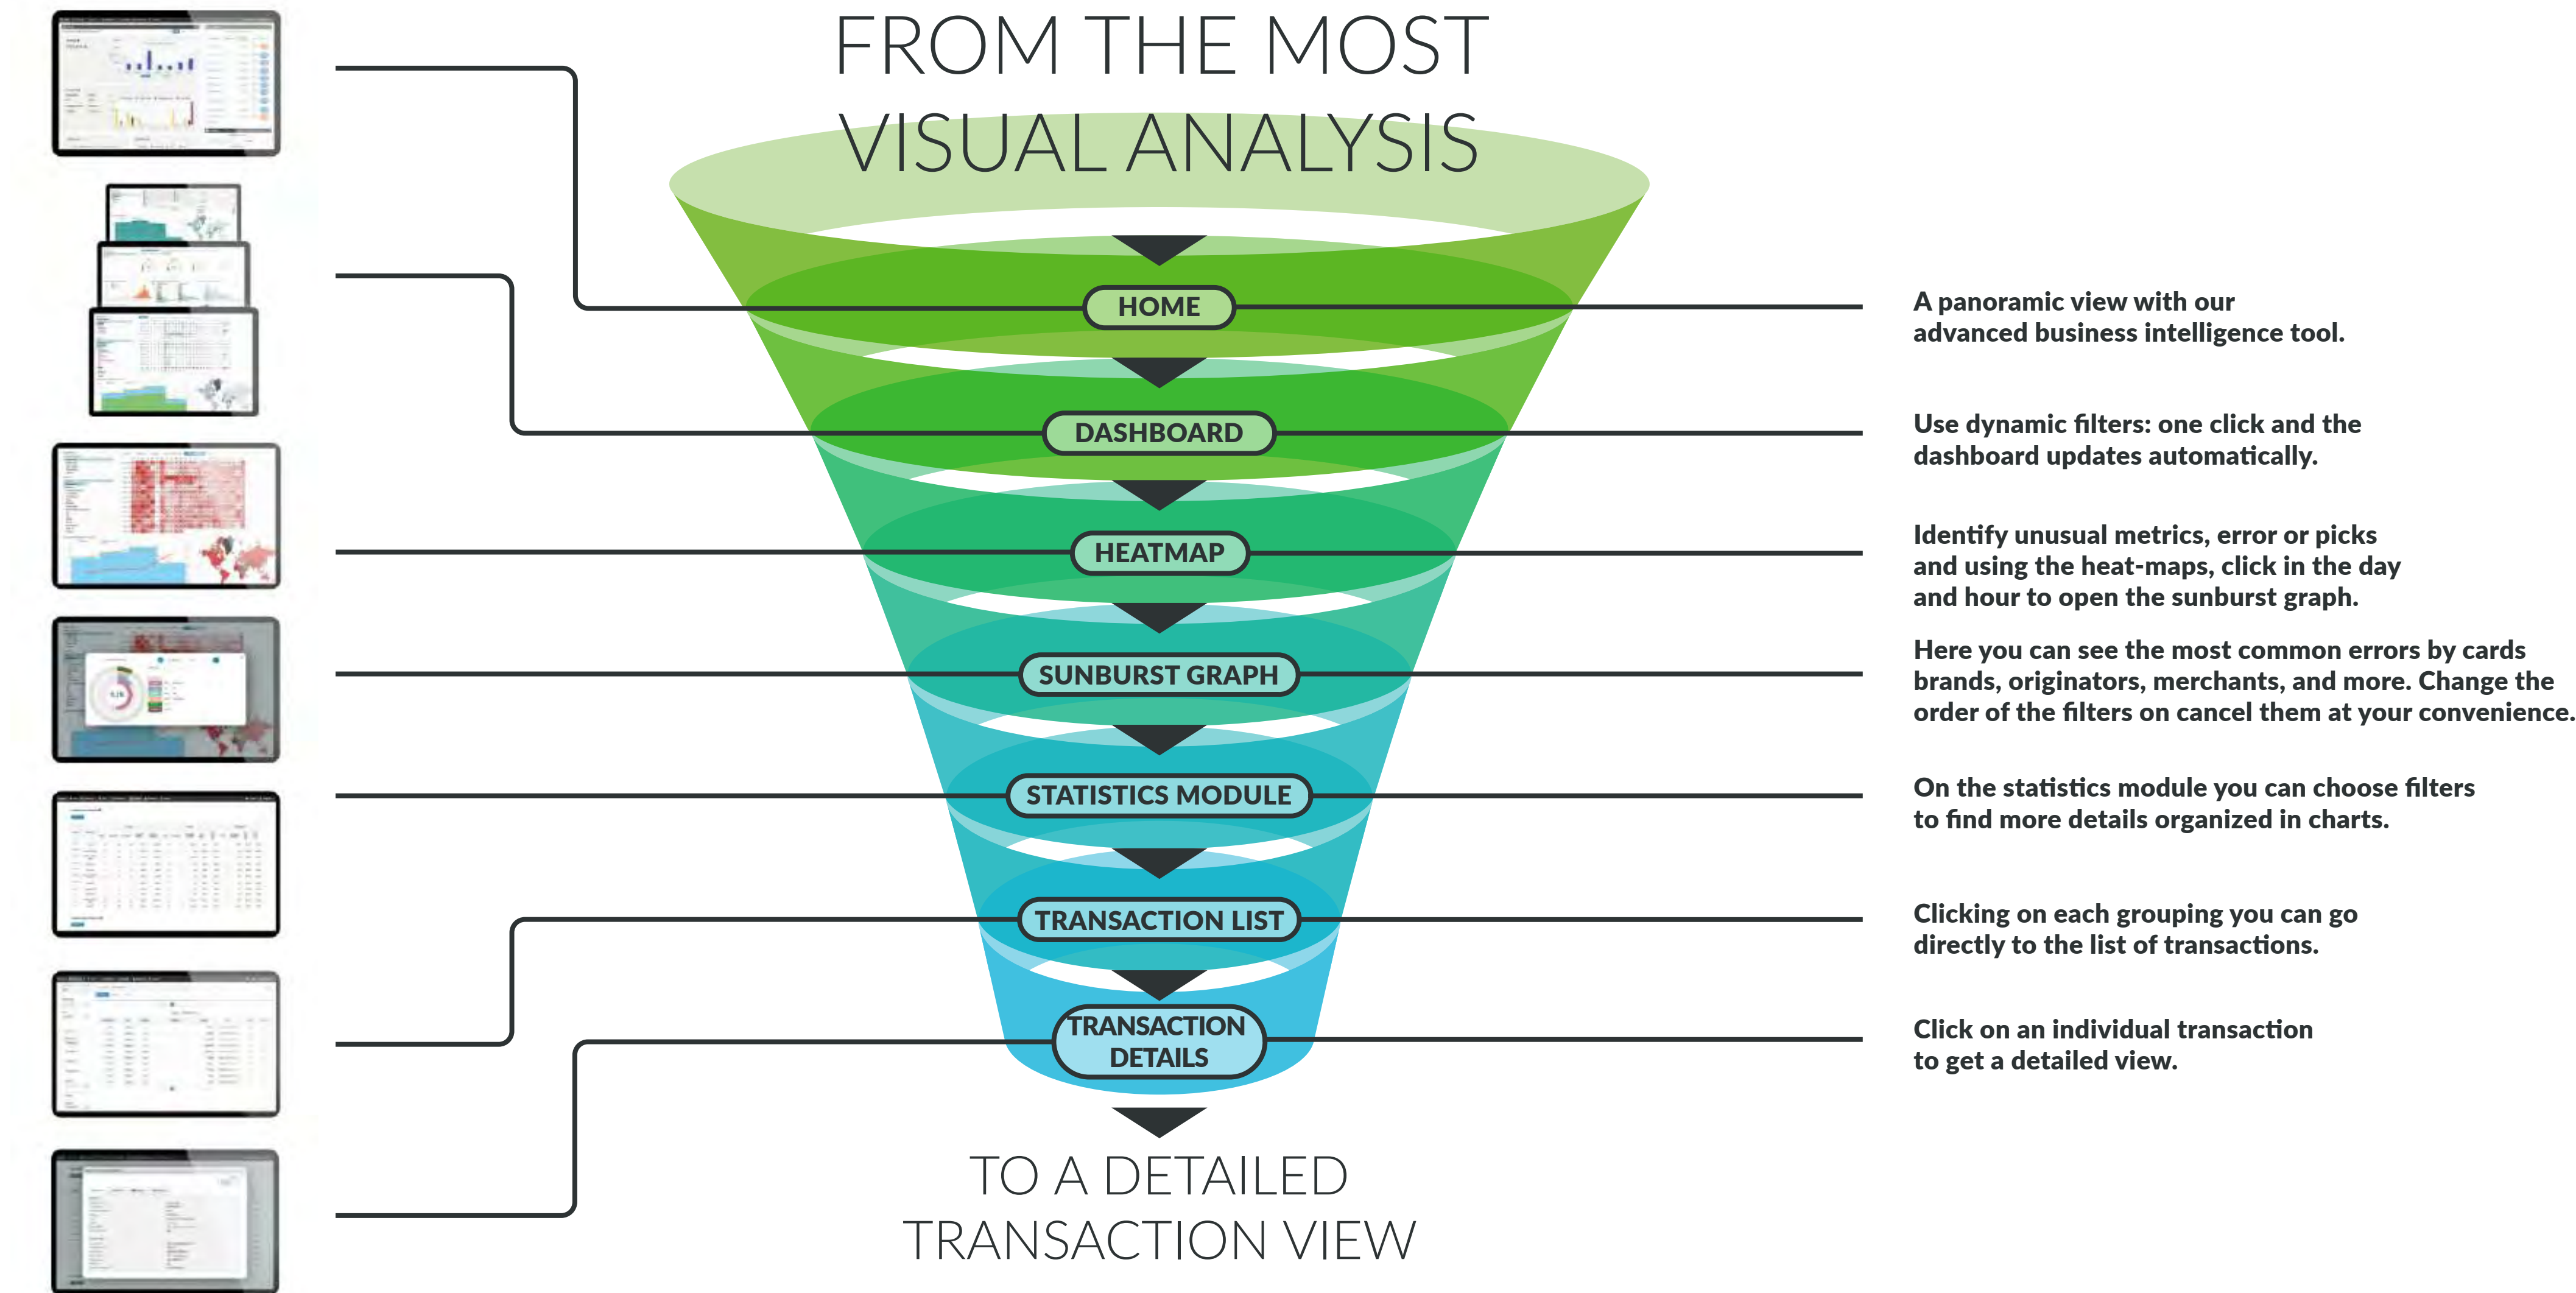 FROM THE MOST
VISUAL ANALYSIS
HOME
A panoramic view with our
advanced business intelligence tool.
DASHBOARD
Use dynamic filters: one click and the
dashboard updates automatically.
HEATMAP
Identify unusual metrics, error or picks
and using the heat-maps, click in the day
and hour to open the sunburst graph.
SUNBURST GRAPH
Here you can see the most common errors by cards
brands, originators, merchants, and more. Change the
order of the filters on cancel them at your convenience.
STATISTICS MODULE
On the statistics module you can choose filters
to find more details organized in charts.
TRANSACTION LIST
Clicking on each grouping you can go
directly to the list of transactions.
TRANSACTION
DETAILS
Click on an individual transaction
to get a detailed view.
TO A DETAILED
TRANSACTION VIEW